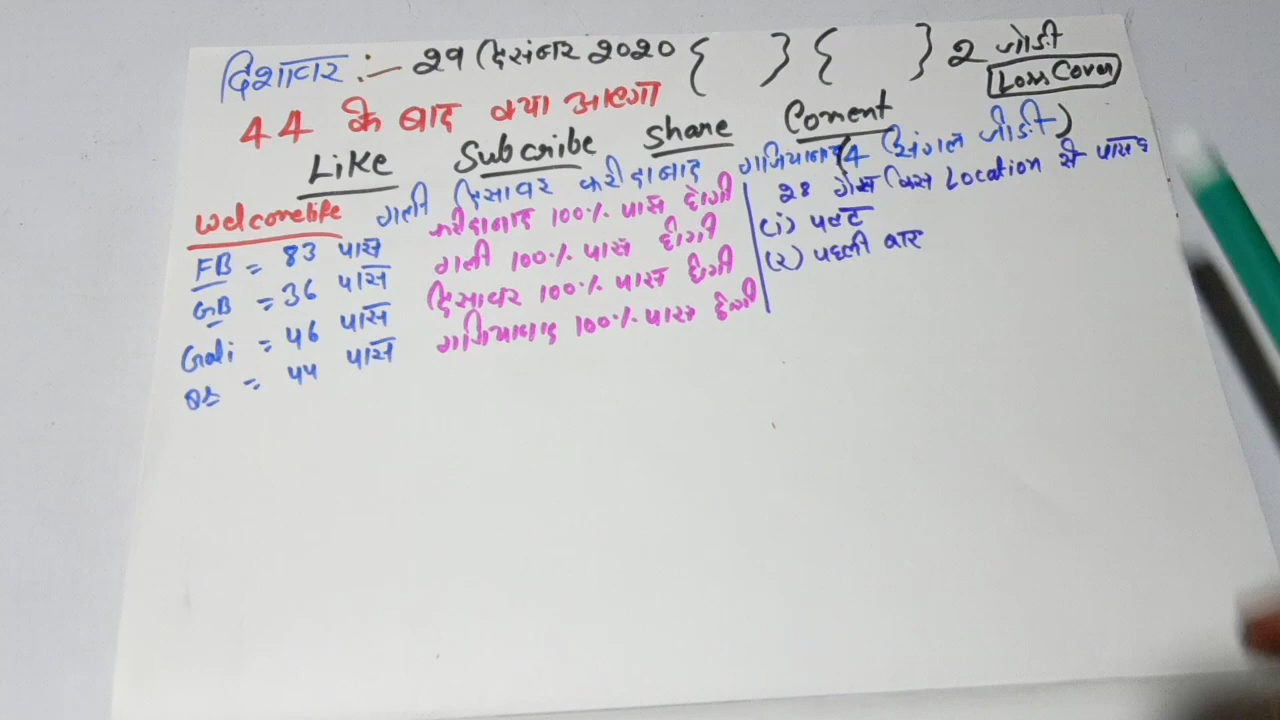 दिशावर :- 29 दिसंबर 2020 { } { } 2 जोडी
Loss Cover
44 के बाद क्या आएगा
Like Subscribe Share Coment
Welcomelife गली दिसावर फरीदाबाद गाजियाबाद (4 सिंगल जोडी)
FB = 83 पास
GB = 36 पास
Gali = 46 पास
DS = 44 पास
फरीदाबाद 100% पास होगी
गली 100% पास होगी
दिसावर 100% पास होगी
गाजियाबाद 100% पास होगी
28 गेस किस Location से पास
(i) पलट
(२) पहली बार